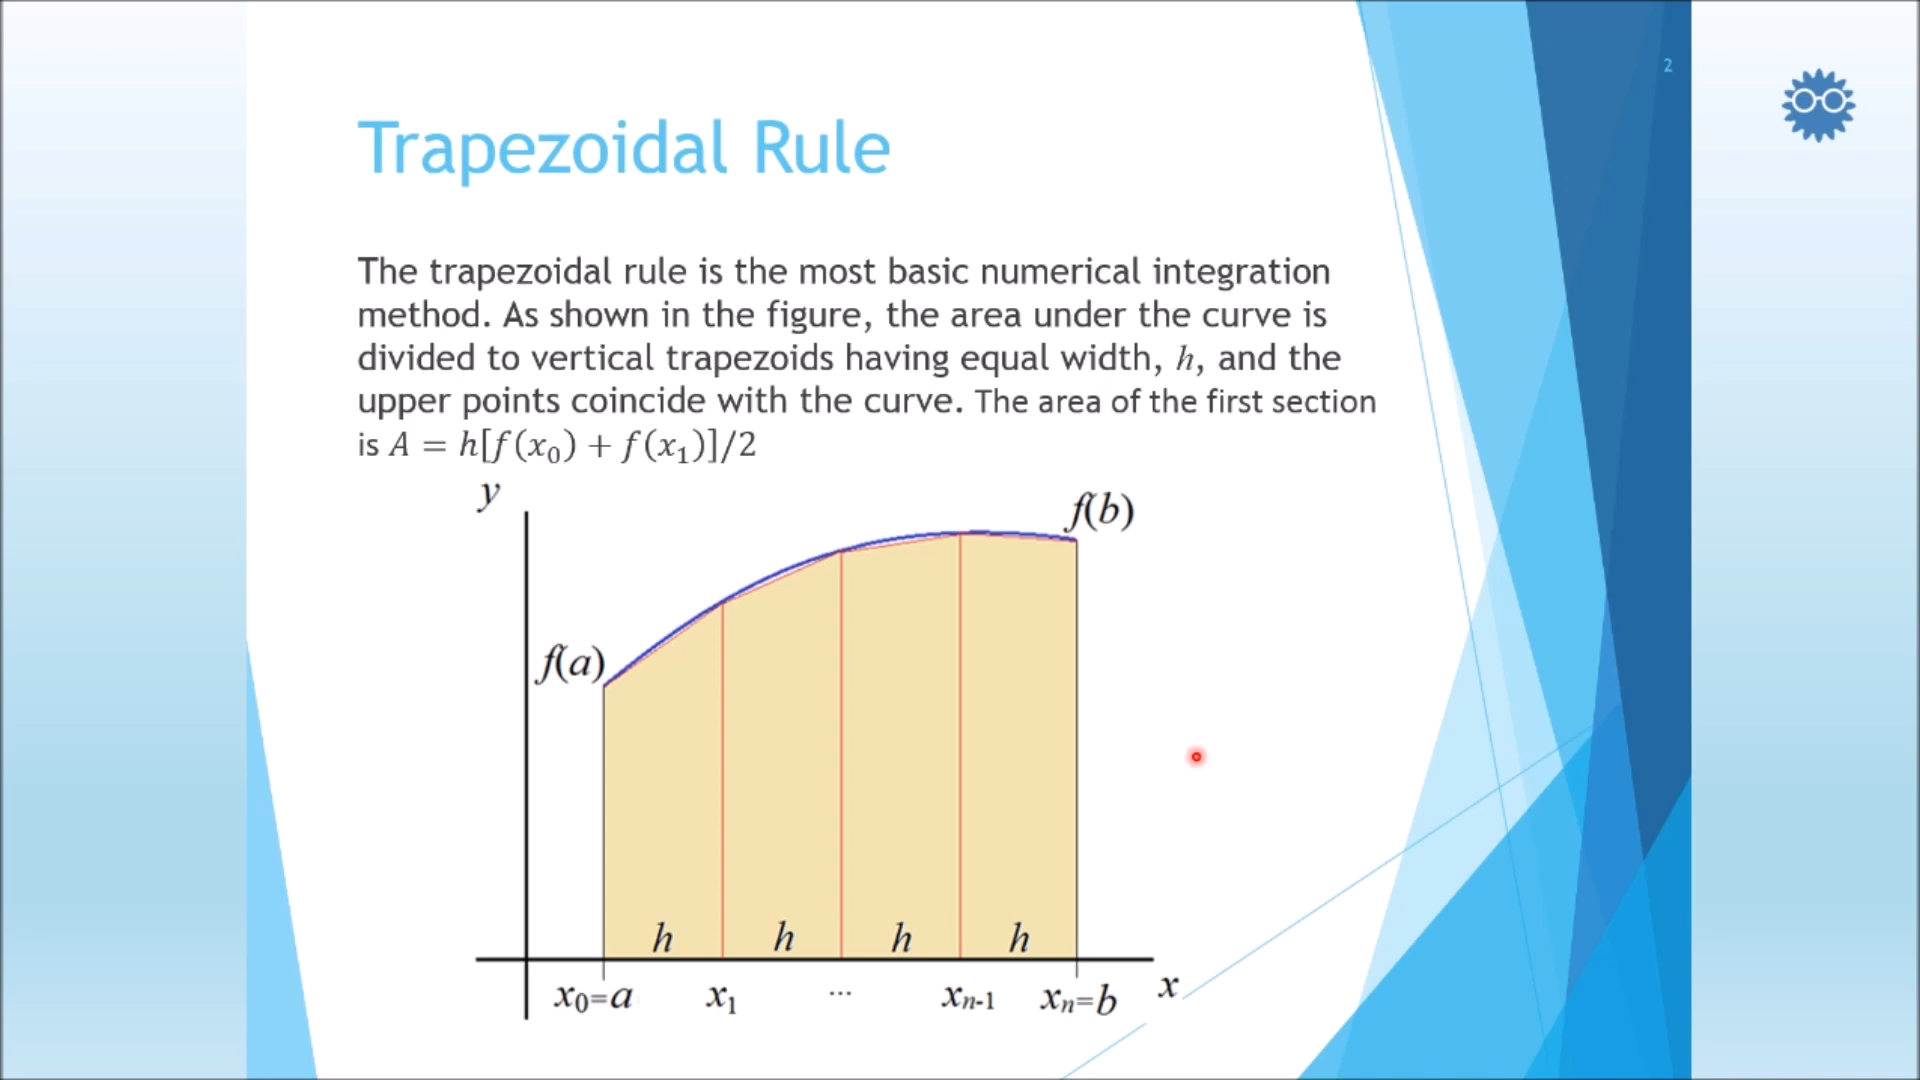 2
Trapezoidal Rule
The trapezoidal rule is the most basic numerical integration
method. As shown in the figure, the area under the curve is
divided to vertical trapezoids having equal width, h, and the
upper points coincide with the curve. The area of the first section
is A = h[f(x₀) + f(x₁)]/2
y
f(b)
f(a)
h h h h
x₀=a x₁ ... xₙ₋₁ xₙ=b x